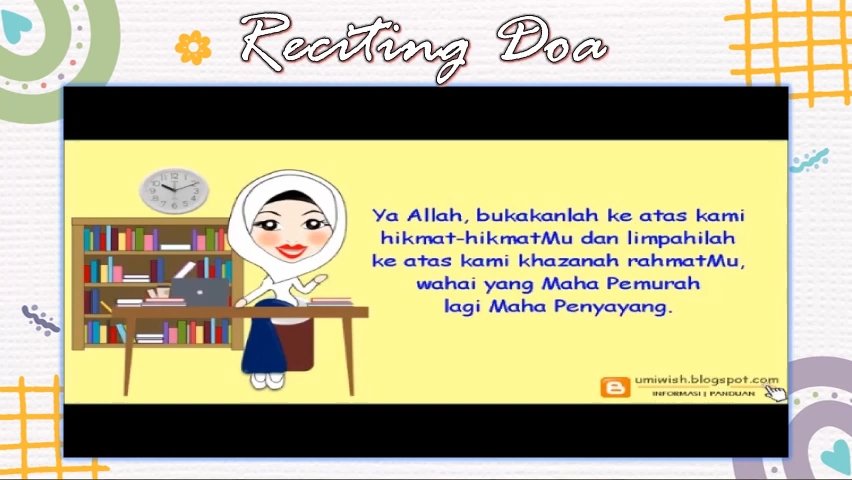 Reciting Doa
Ya Allah, bukakanlah ke atas kami
hikmat-hikmatMu dan limpahilah
ke atas kami khazanah rahmatMu,
wahai yang Maha Pemurah
lagi Maha Penyayang.
umiwish.blogspot.com
INFORMASI | PANDUAN